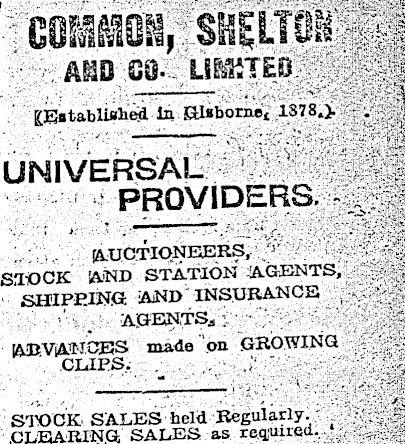 COMMON, SHELTON
AND CO. LIMITED
(Established in Gisborne, 1878.)
UNIVERSAL
PROVIDERS.
AUCTIONEERS,
STOCK AND STATION AGENTS,
SHIPPING AND INSURANCE
AGENTS.
ADVANCES made on GROWING
CLIPS.
STOCK SALES held Regularly.
CLEARING SALES as required.